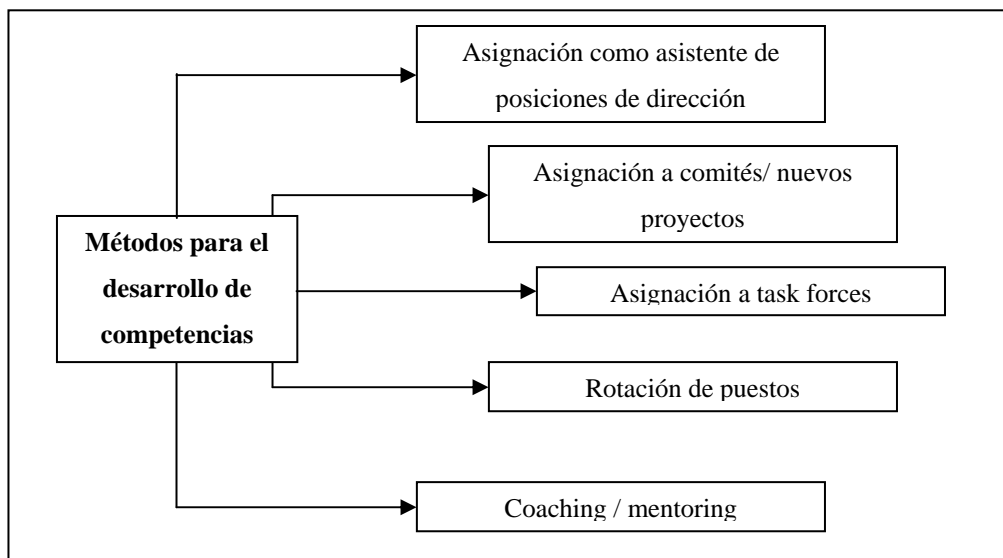 Asignación como asistente de
posiciones de dirección
Asignación a comités/ nuevos
proyectos
Métodos para el
desarrollo de
competencias
Asignación a task forces
Rotación de puestos
Coaching / mentoring